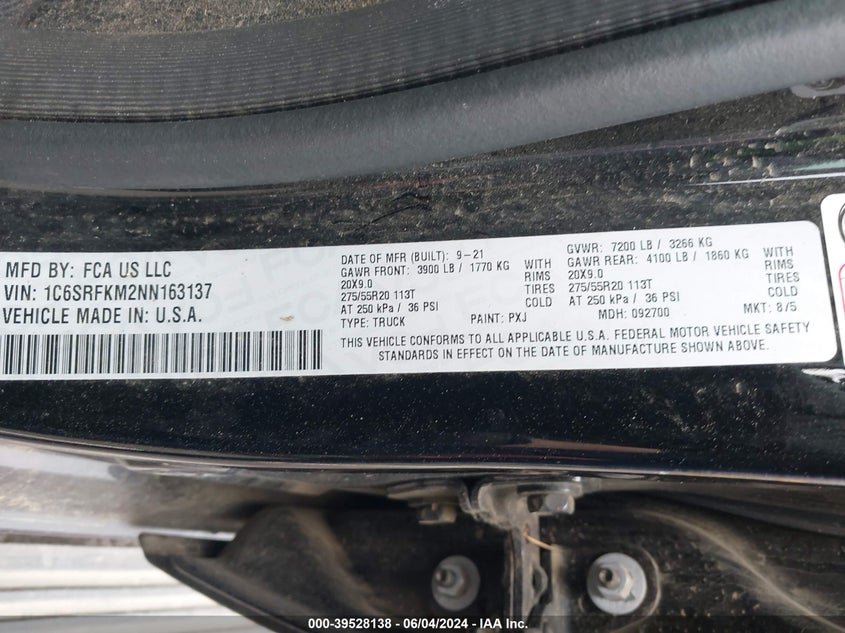 MFD BY: FCA US LLC
VIN: 1C6SRFKM2NN163137
VEHICLE MADE IN: U.S.A.
DATE OF MFR (BUILT): 9-21 GVWR: 7200 LB / 3266 KG
GAWR FRONT: 3900 LB / 1770 KG WITH GAWR REAR: 4100 LB / 1860 KG WITH
20X9.0 RIMS 20X9.0 RIMS
275/55R20 113T TIRES 275/55R20 113T TIRES
AT 250 kPa / 36 PSI COLD AT 250 kPa / 36 PSI COLD
TYPE: TRUCK PAINT: PXJ MDH: 092700 MKT: 8/5
THIS VEHICLE CONFORMS TO ALL APPLICABLE U.S.A. FEDERAL MOTOR VEHICLE SAFETY
STANDARDS IN EFFECT ON THE DATE OF MANUFACTURE SHOWN ABOVE.
000-39528138 - 06/04/2024 - IAA Inc.